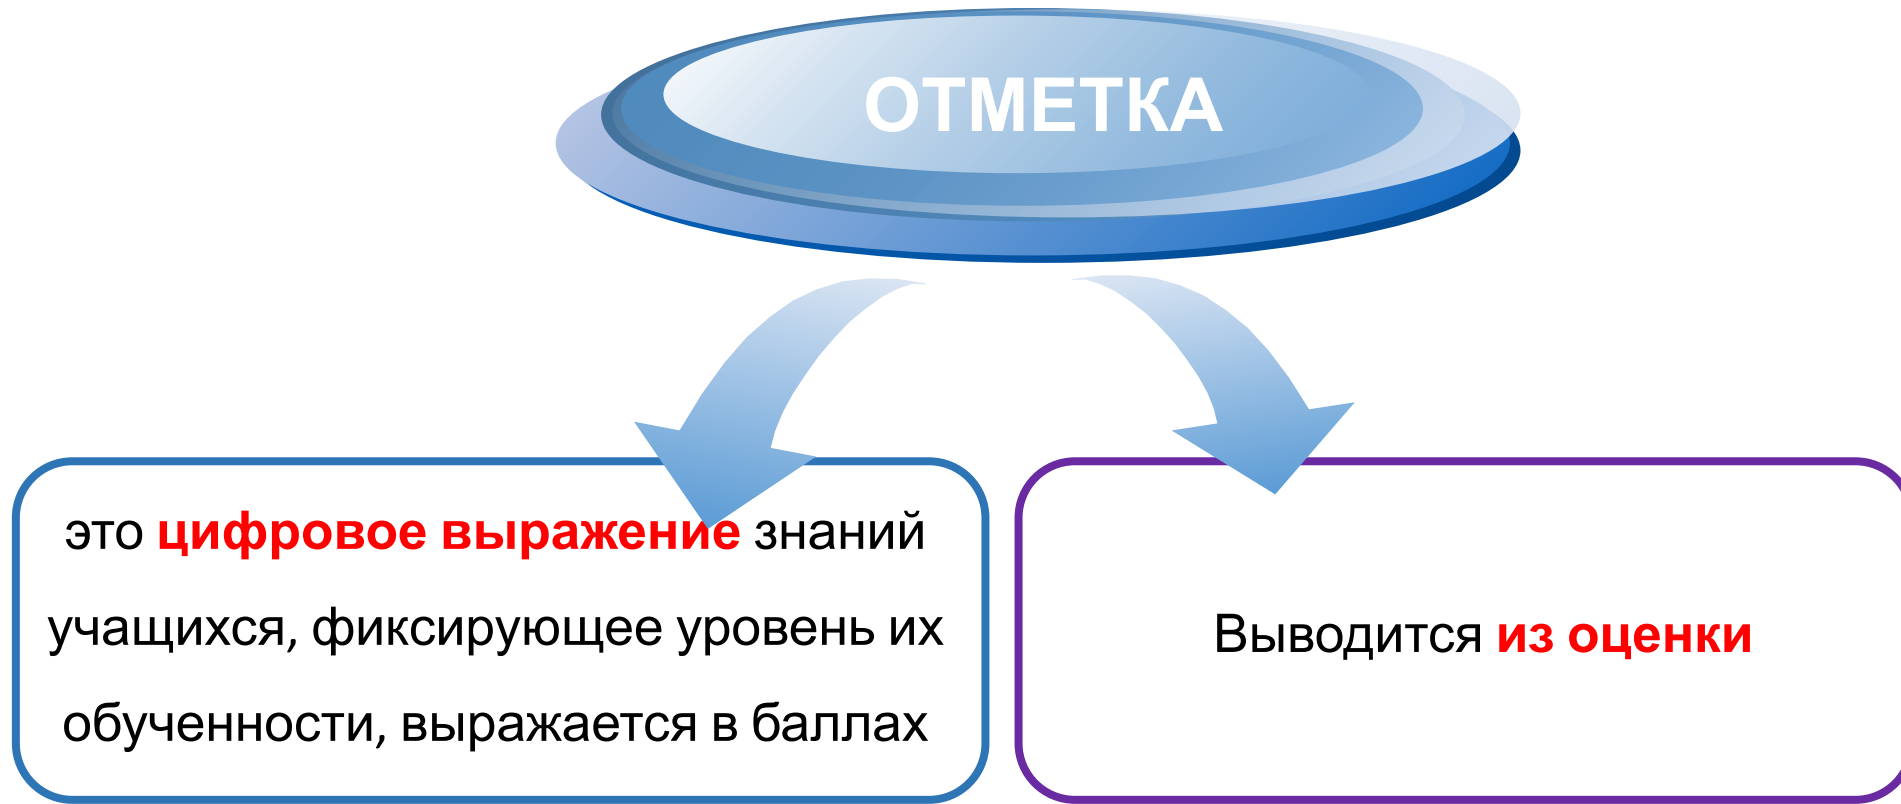 ОТМЕТКА
это цифровое выражение знаний
учащихся, фиксирующее уровень их
обученности, выражается в баллах
Выводится из оценки